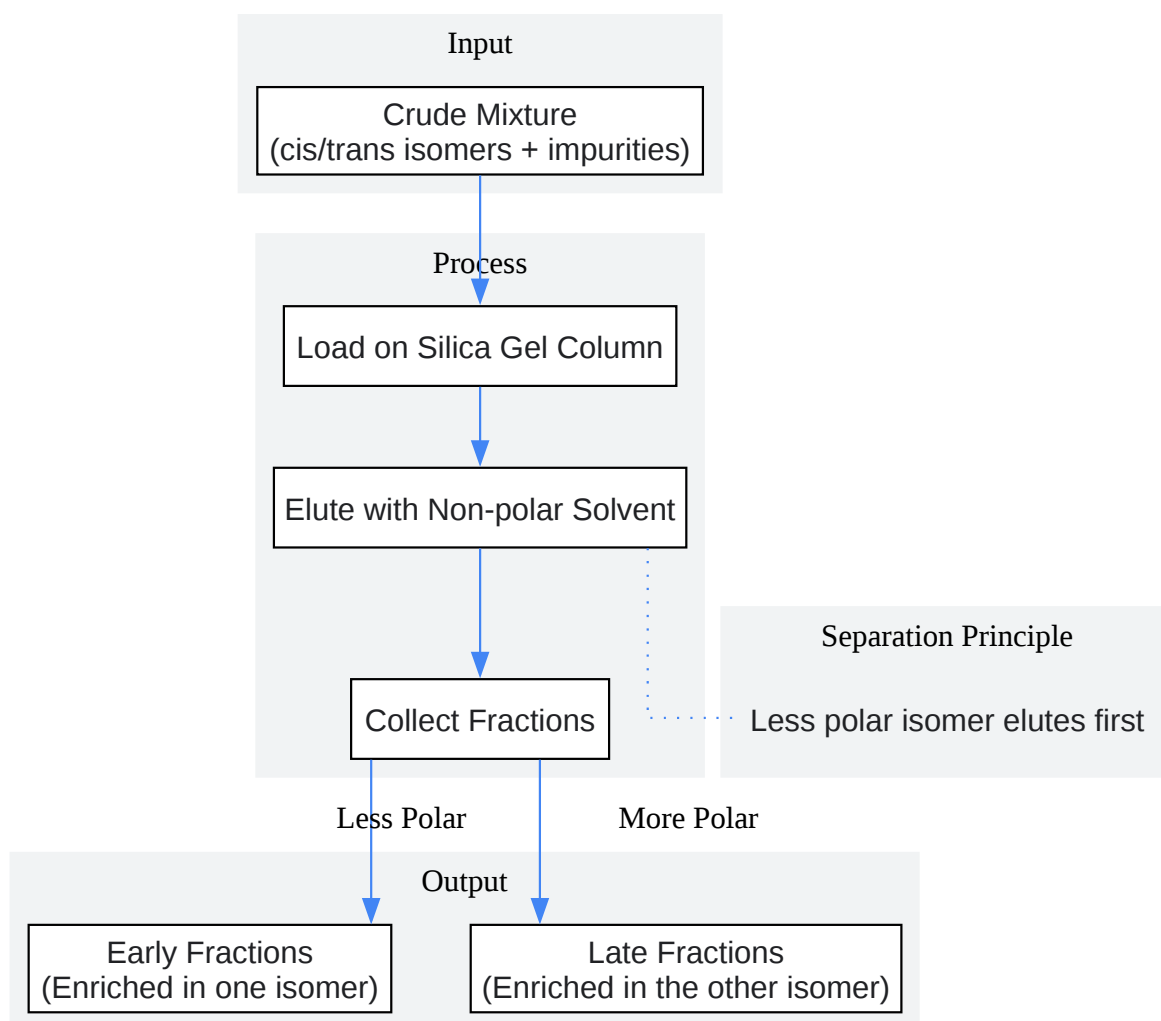 Input
Crude Mixture
(cis/trans isomers + impurities)
Process
Load on Silica Gel Column
Elute with Non-polar Solvent
Separation Principle
Collect Fractions
Less polar isomer elutes first
Less Polar
More Polar
Output
Early Fractions
(Enriched in one isomer)
Late Fractions
(Enriched in the other isomer)